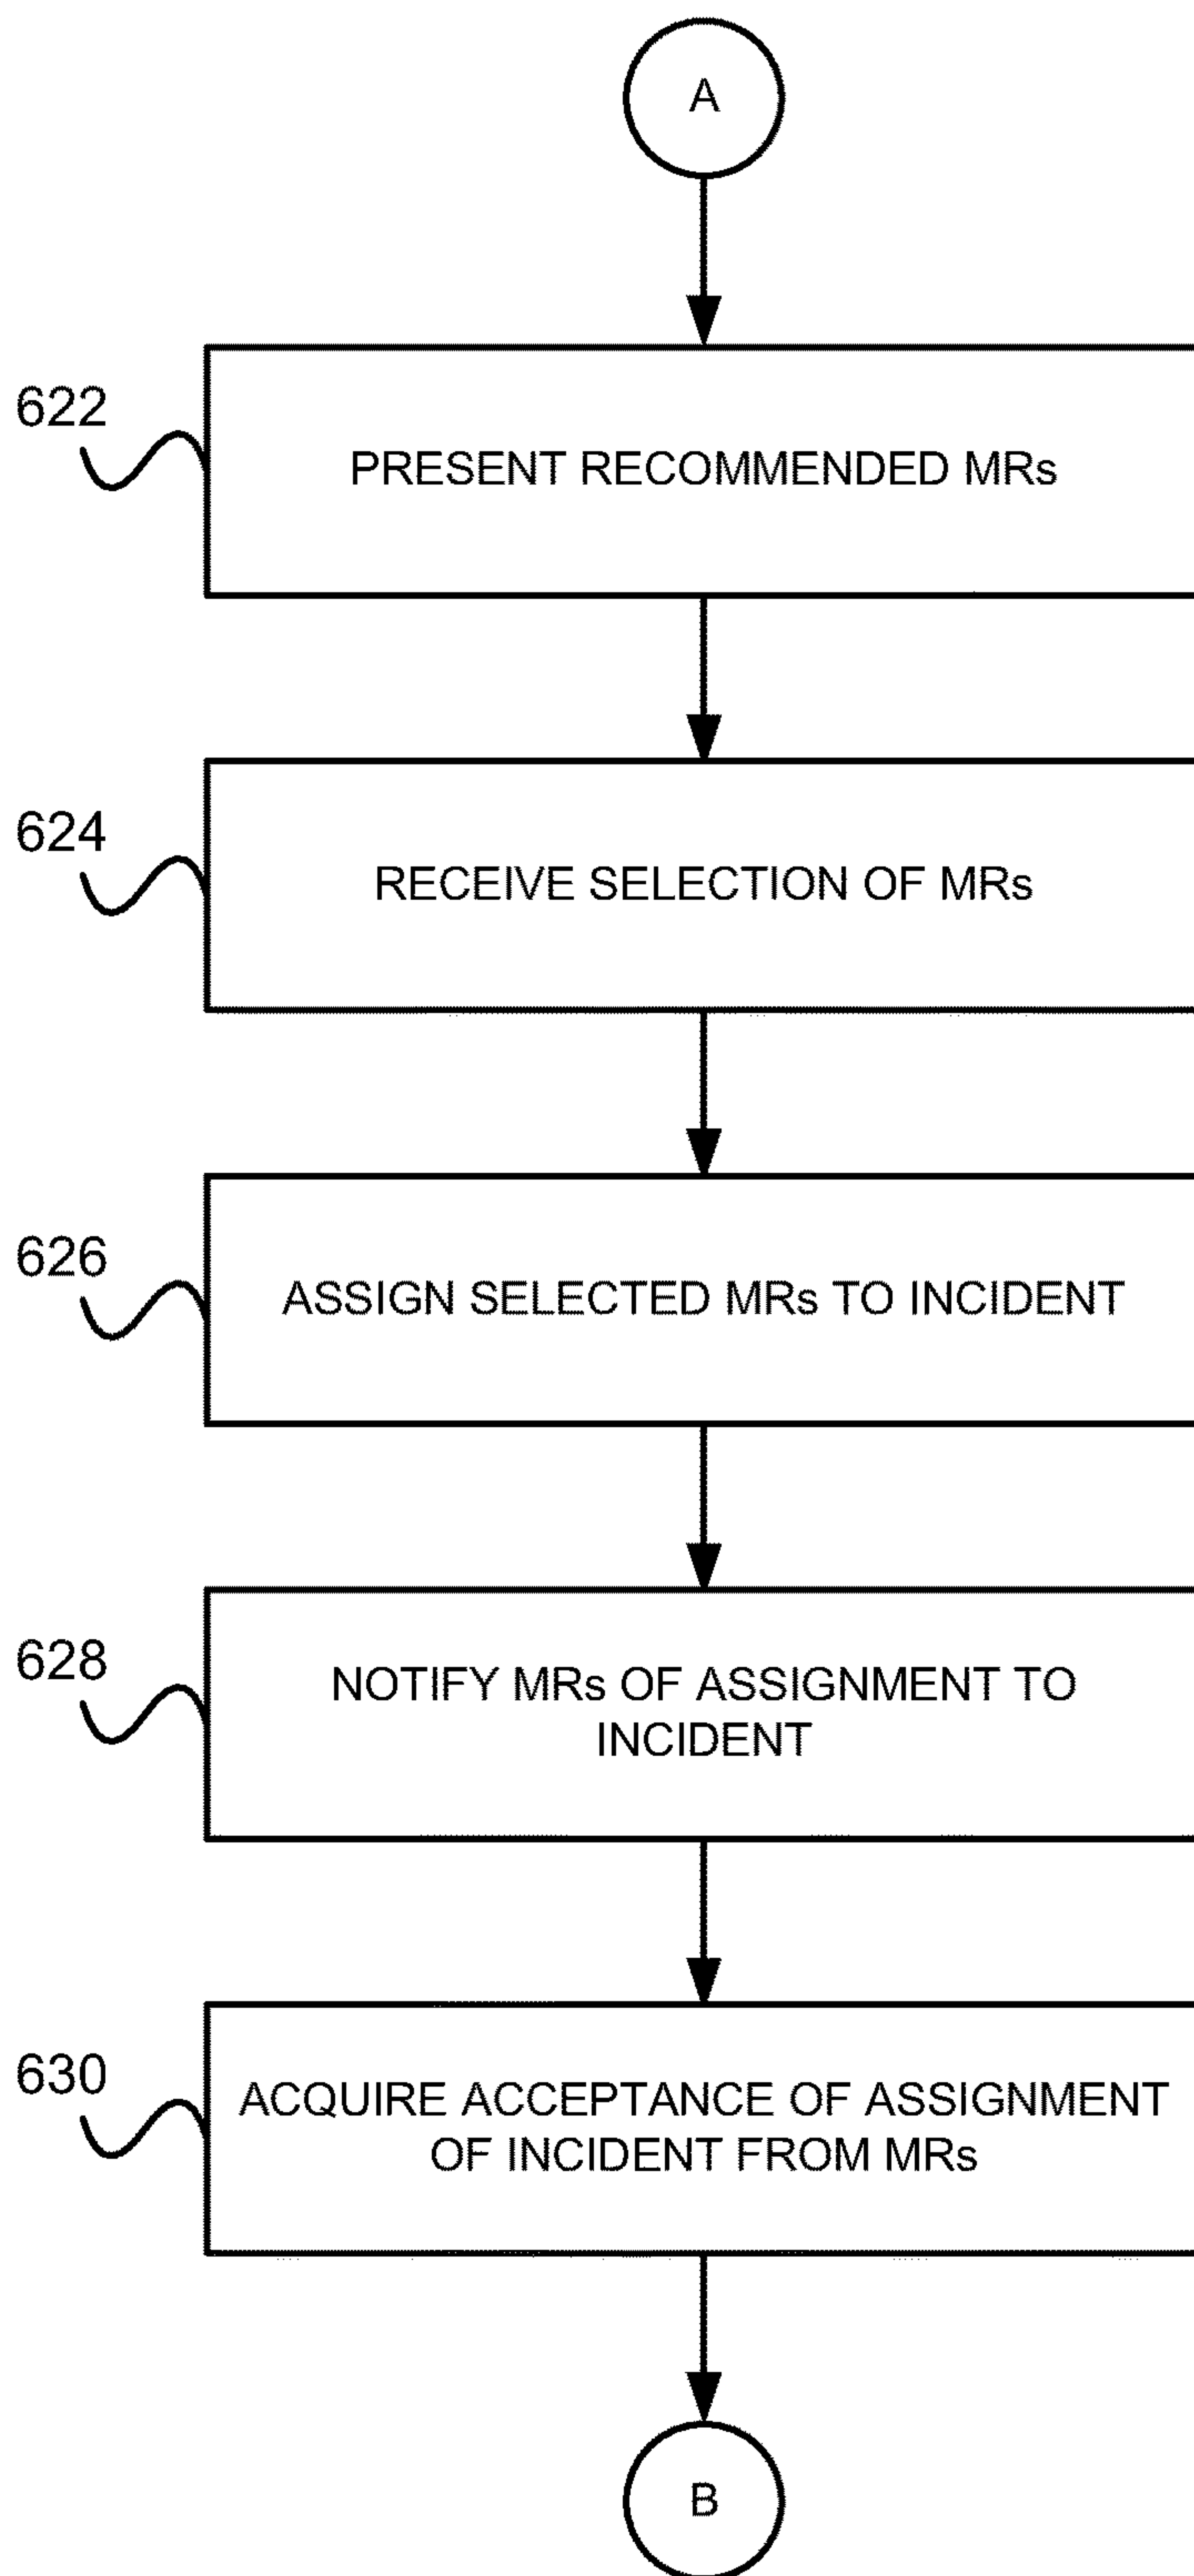 A
622
PRESENT RECOMMENDED MRs
624
RECEIVE SELECTION OF MRs
626
ASSIGN SELECTED MRs TO INCIDENT
628
NOTIFY MRs OF ASSIGNMENT TO
INCIDENT
630
ACQUIRE ACCEPTANCE OF ASSIGNMENT
OF INCIDENT FROM MRs
B